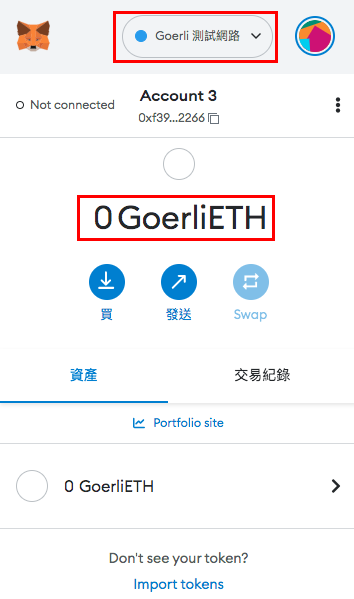 Goerli 測試網路
Not connected
Account 3
0xf39...2266
0 GoerliETH
買
發送
Swap
資產
交易紀錄
Portfolio site
0 GoerliETH
Don't see your token?
Import tokens